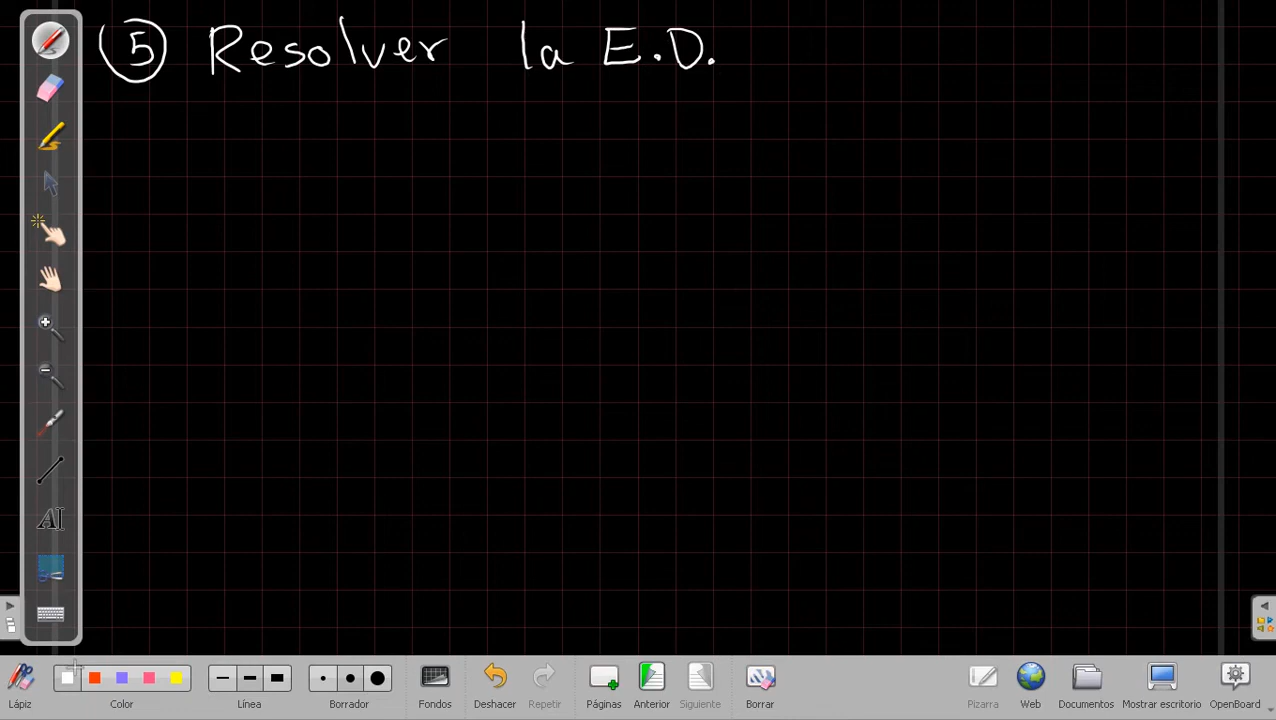 ⑤ Resolver la E.D.
AI
Lápiz
Color
Línea
Borrador
Fondos
Deshacer
Repetir
Páginas
Anterior
Siguiente
Borrar
Pizarra
Web
Documentos
Mostrar escritorio
OpenBoard